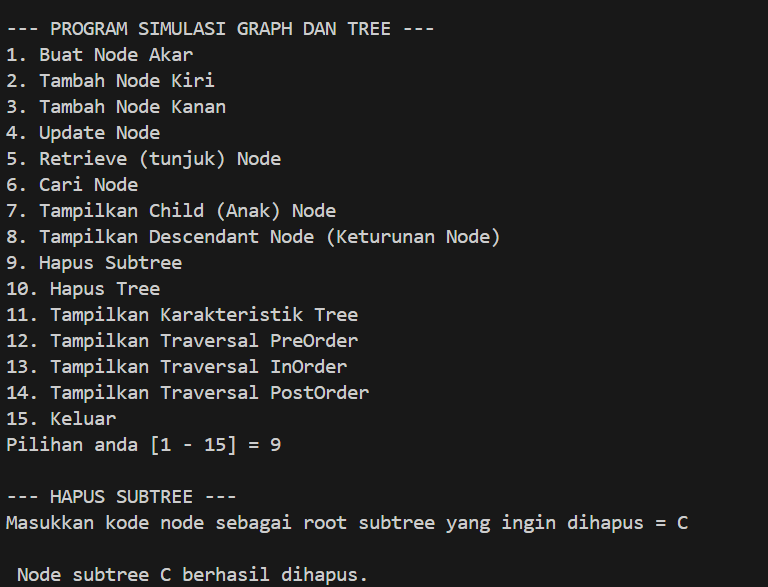 --- PROGRAM SIMULASI GRAPH DAN TREE ---
1. Buat Node Akar
2. Tambah Node Kiri
3. Tambah Node Kanan
4. Update Node
5. Retrieve (tunjuk) Node
6. Cari Node
7. Tampilkan Child (Anak) Node
8. Tampilkan Descendant Node (Keturunan Node)
9. Hapus Subtree
10. Hapus Tree
11. Tampilkan Karakteristik Tree
12. Tampilkan Traversal PreOrder
13. Tampilkan Traversal InOrder
14. Tampilkan Traversal PostOrder
15. Keluar
Pilihan anda [1 - 15] = 9
--- HAPUS SUBTREE ---
Masukkan kode node sebagai root subtree yang ingin dihapus = C
Node subtree C berhasil dihapus.